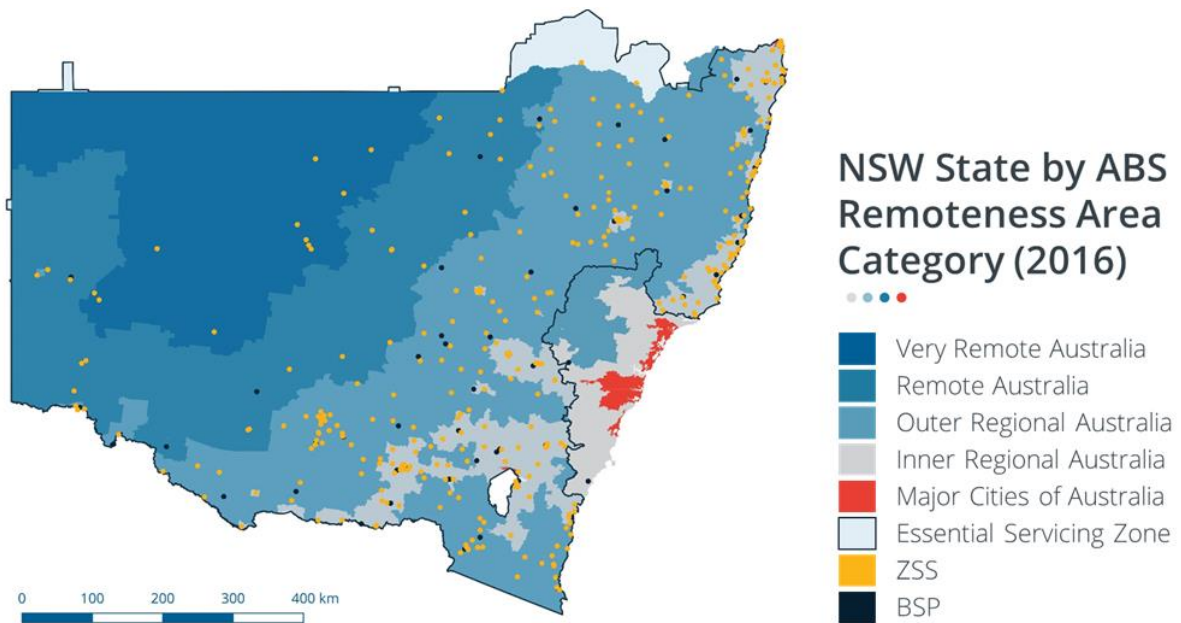 NSW State by ABS
Remoteness Area
Category (2016)
Very Remote Australia
Remote Australia
Outer Regional Australia
Inner Regional Australia
Major Cities of Australia
Essential Servicing Zone
ZSS
BSP
0 100 200 300 400 km